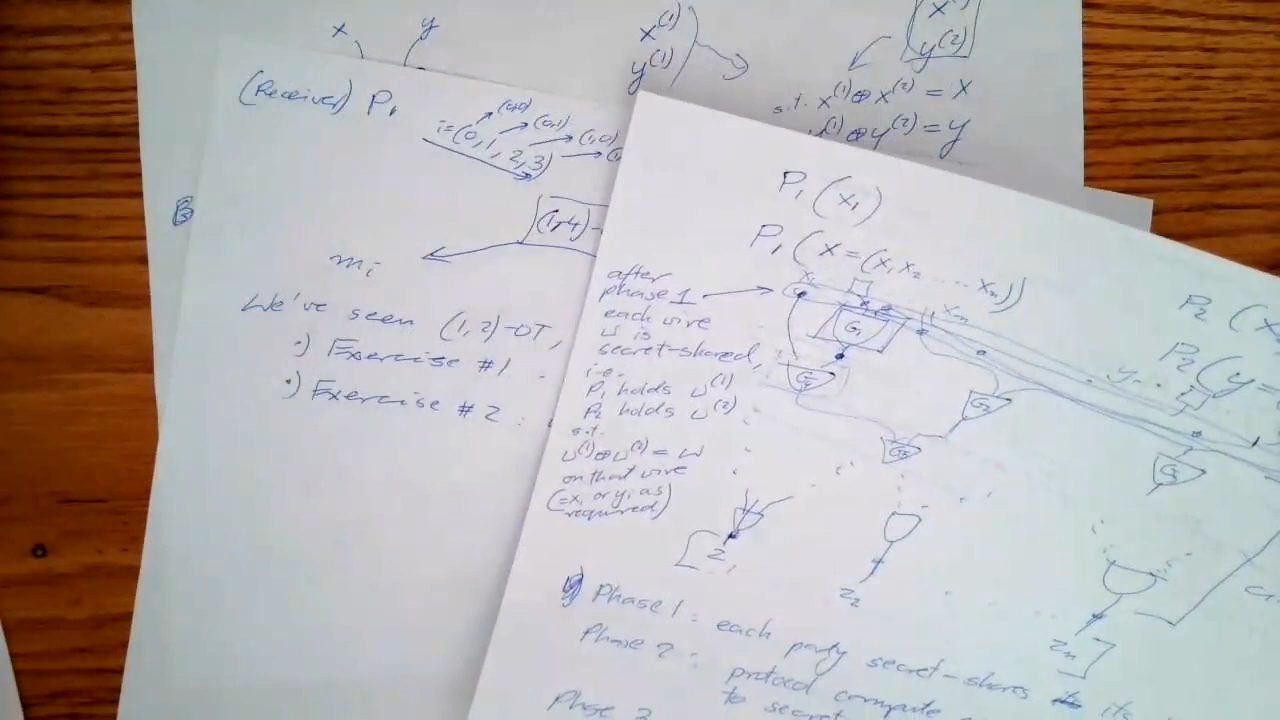 x y
x(1)
y(1)
y(2)
s.t. x(1)⊕x(2) = x
⊕y(2) = y
(Receiver) P1
i=(0, 1, 2, 3)
(0,0)
(0,1)
(1,0)
B
(1,4)-
mi
We've seen (1,2)-OT,
·) Exercise #1
·) Exercise #2 :
P1 (x1)
P1 (x=(x1 x2 .... xn))
P2
P2 (y=
after
phase 1
each wire
w is
secret-shared,
i.e.
P1 holds w(1)
P2 holds w(2)
s.t.
w(1)⊕w(2) = w
on that wire
(=xi or yi as
required)
x1
xn
G1
G2
z1
z2
zn
Phase 1 : each party secret-shares its
Phase 2 : protocol compute
to secret
Phase 3